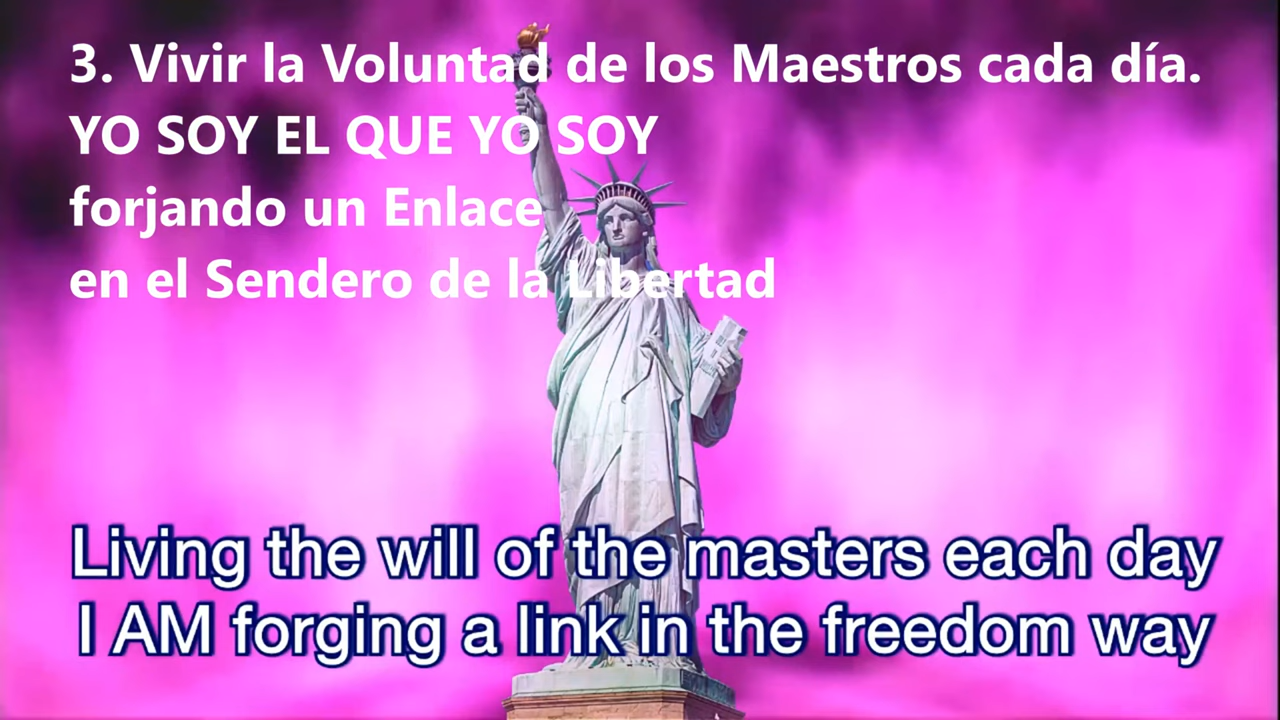 3. Vivir la Voluntad de los Maestros cada día.
YO SOY EL QUE YO SOY
forjando un Enlace
en el Sendero de la Libertad
Living the will of the masters each day
I AM forging a link in the freedom way